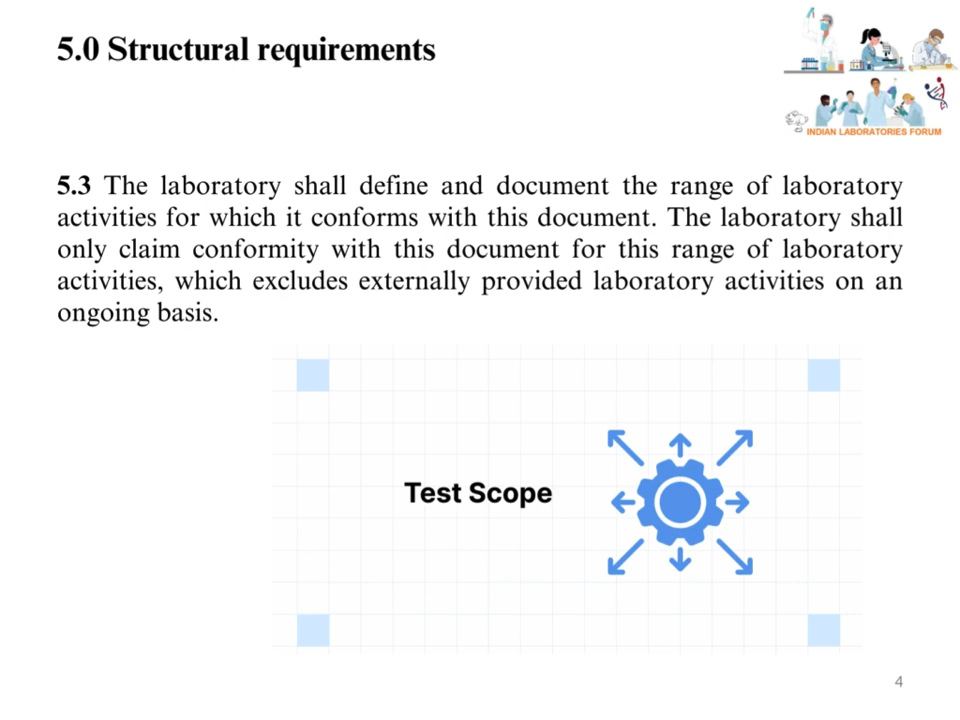 5.0 Structural requirements
INDIAN LABORATORIES FORUM
5.3 The laboratory shall define and document the range of laboratory
activities for which it conforms with this document. The laboratory shall
only claim conformity with this document for this range of laboratory
activities, which excludes externally provided laboratory activities on an
ongoing basis.
Test Scope
4